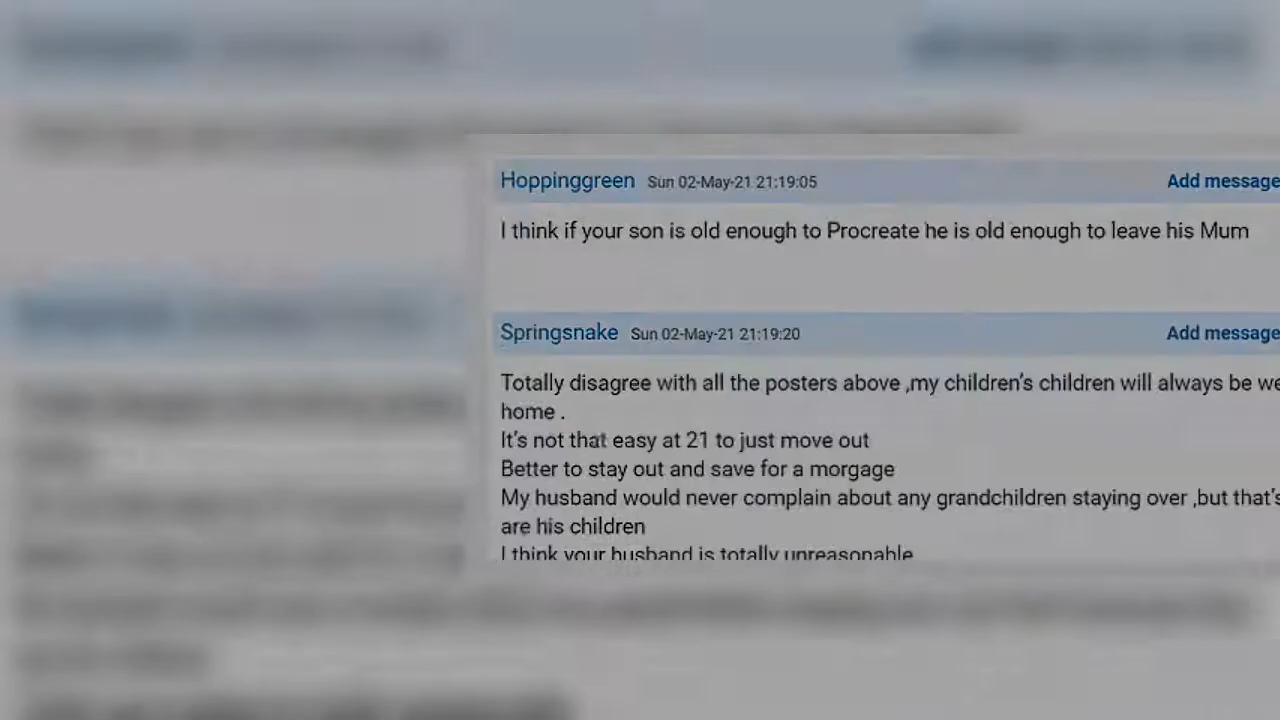 Hoppinggreen Sun 02-May-21 21:19:05 Add message
I think if your son is old enough to Procreate he is old enough to leave his Mum
Springsnake Sun 02-May-21 21:19:20 Add message
Totally disagree with all the posters above ,my children's children will always be we
home .
It's not that easy at 21 to just move out
Better to stay out and save for a morgage
My husband would never complain about any grandchildren staying over ,but that's
are his children
I think your husband is totally unreasonable